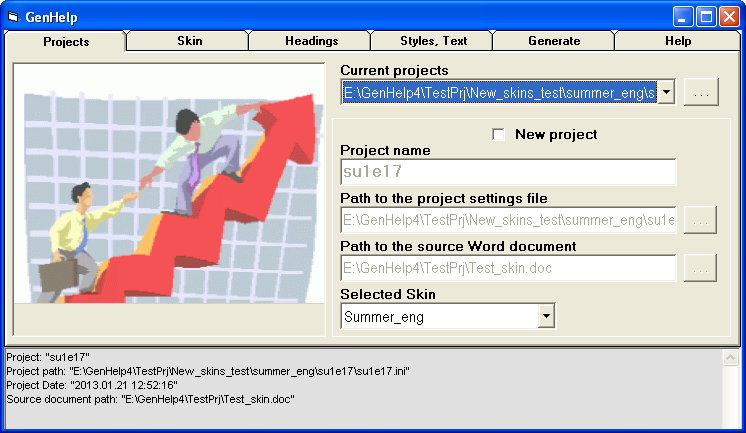 GenHelp
Projects Skin Headings Styles, Text Generate Help
Current projects
E:\GenHelp4\TestPrj\New_skins_test\summer_eng\s
...
New project
Project name
su1e17
Path to the project settings file
E:\GenHelp4\TestPrj\New_skins_test\summer_eng\su1e
...
Path to the source Word document
E:\GenHelp4\TestPrj\Test_skin.doc
...
Selected Skin
Summer_eng
Project: "su1e17"
Project path: "E:\GenHelp4\TestPrj\New_skins_test\summer_eng\su1e17\su1e17.ini"
Project Date: "2013.01.21 12:52:16"
Source document path: "E:\GenHelp4\TestPrj\Test_skin.doc"